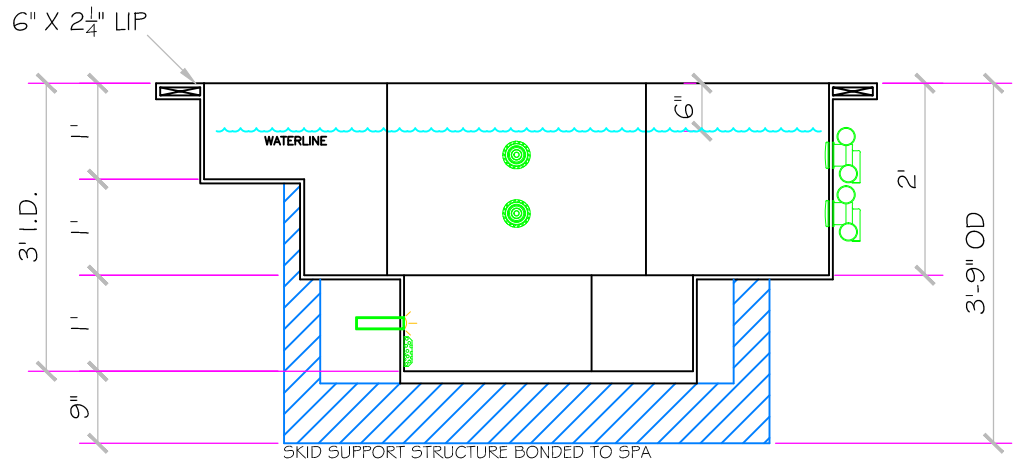 6" X 2¼" LIP
6"
WATERLINE
1'
2'
3' I.D.
1'
3'-9" OD
1'
9"
SKID SUPPORT STRUCTURE BONDED TO SPA